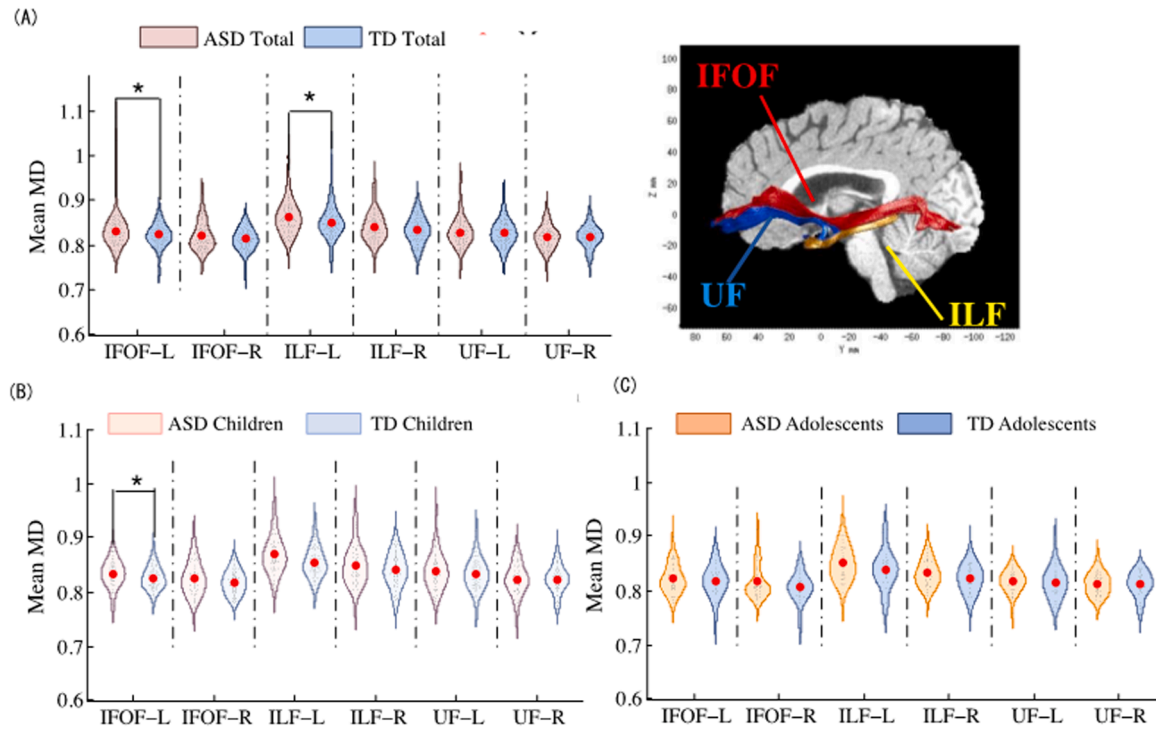 (A)
ASD Total TD Total
*
*
1.1
1
0.9
0.8
0.7
0.6
Mean MD
IFOF-L IFOF-R ILF-L ILF-R UF-L UF-R
IFOF
UF
ILF
100
80
60
40
20
0
-20
-40
-60
Z mm
80 60 40 20 0 -20 -40 -60 -80 -100 -120
Y mm
(B)
ASD Children TD Children
*
1.1
1
0.9
0.8
0.7
0.6
Mean MD
IFOF-L IFOF-R ILF-L ILF-R UF-L UF-R
(C)
ASD Adolescents TD Adolescents
1.1
1
0.9
0.8
0.7
0.6
Mean MD
IFOF-L IFOF-R ILF-L ILF-R UF-L UF-R